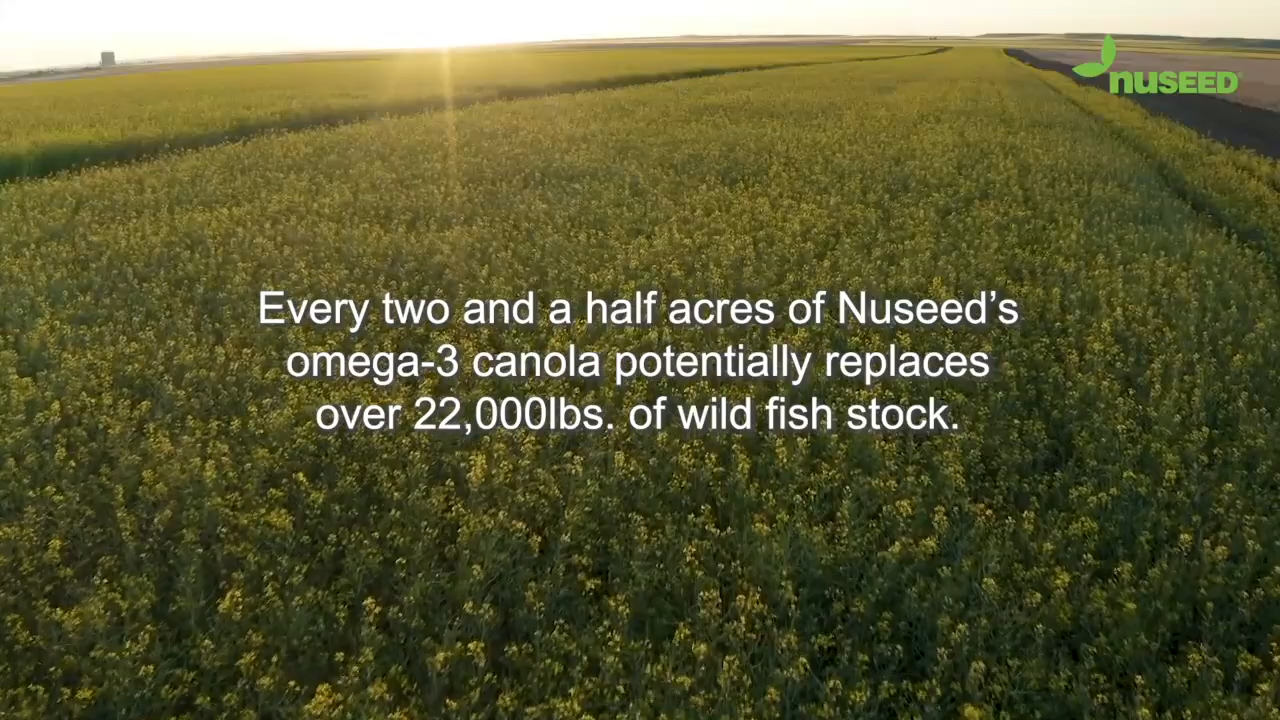 nuseed
Every two and a half acres of Nuseed’s
omega-3 canola potentially replaces
over 22,000lbs. of wild fish stock.